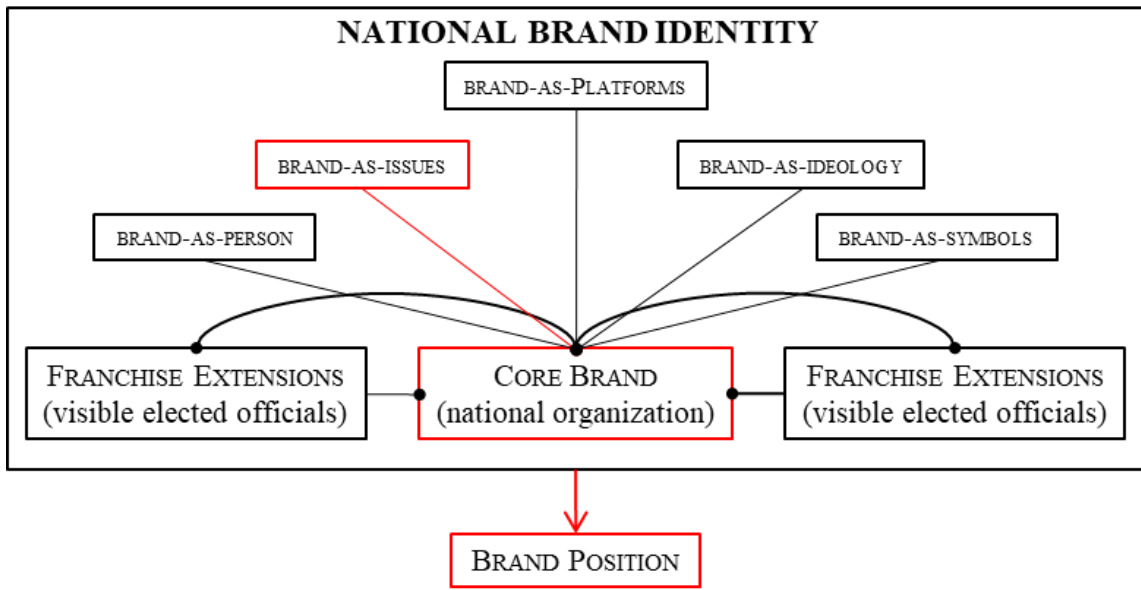 NATIONAL BRAND IDENTITY
BRAND-AS-PLATFORMS
BRAND-AS-ISSUES
BRAND-AS-IDEOLOGY
BRAND-AS-PERSON
BRAND-AS-SYMBOLS
FRANCHISE EXTENSIONS
(visible elected officials)
CORE BRAND
(national organization)
FRANCHISE EXTENSIONS
(visible elected officials)
BRAND POSITION